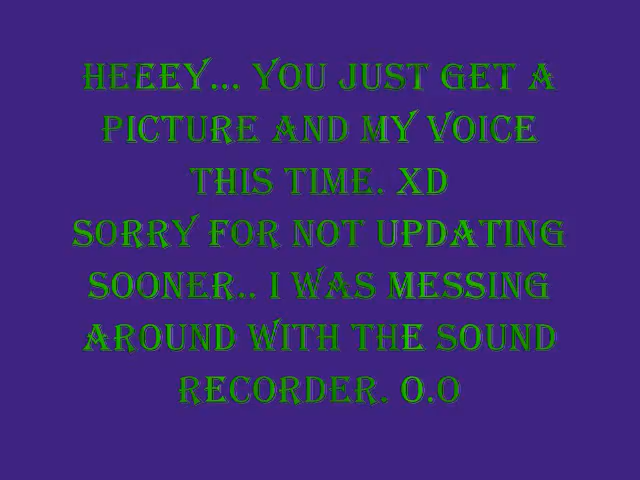 HEEEY... YOU JUST GET A
PICTURE AND MY VOICE
THIS TIME. XD
SORRY FOR NOT UPDATING
SOONER.. I WAS MESSING
AROUND WITH THE SOUND
RECORDER. O.O